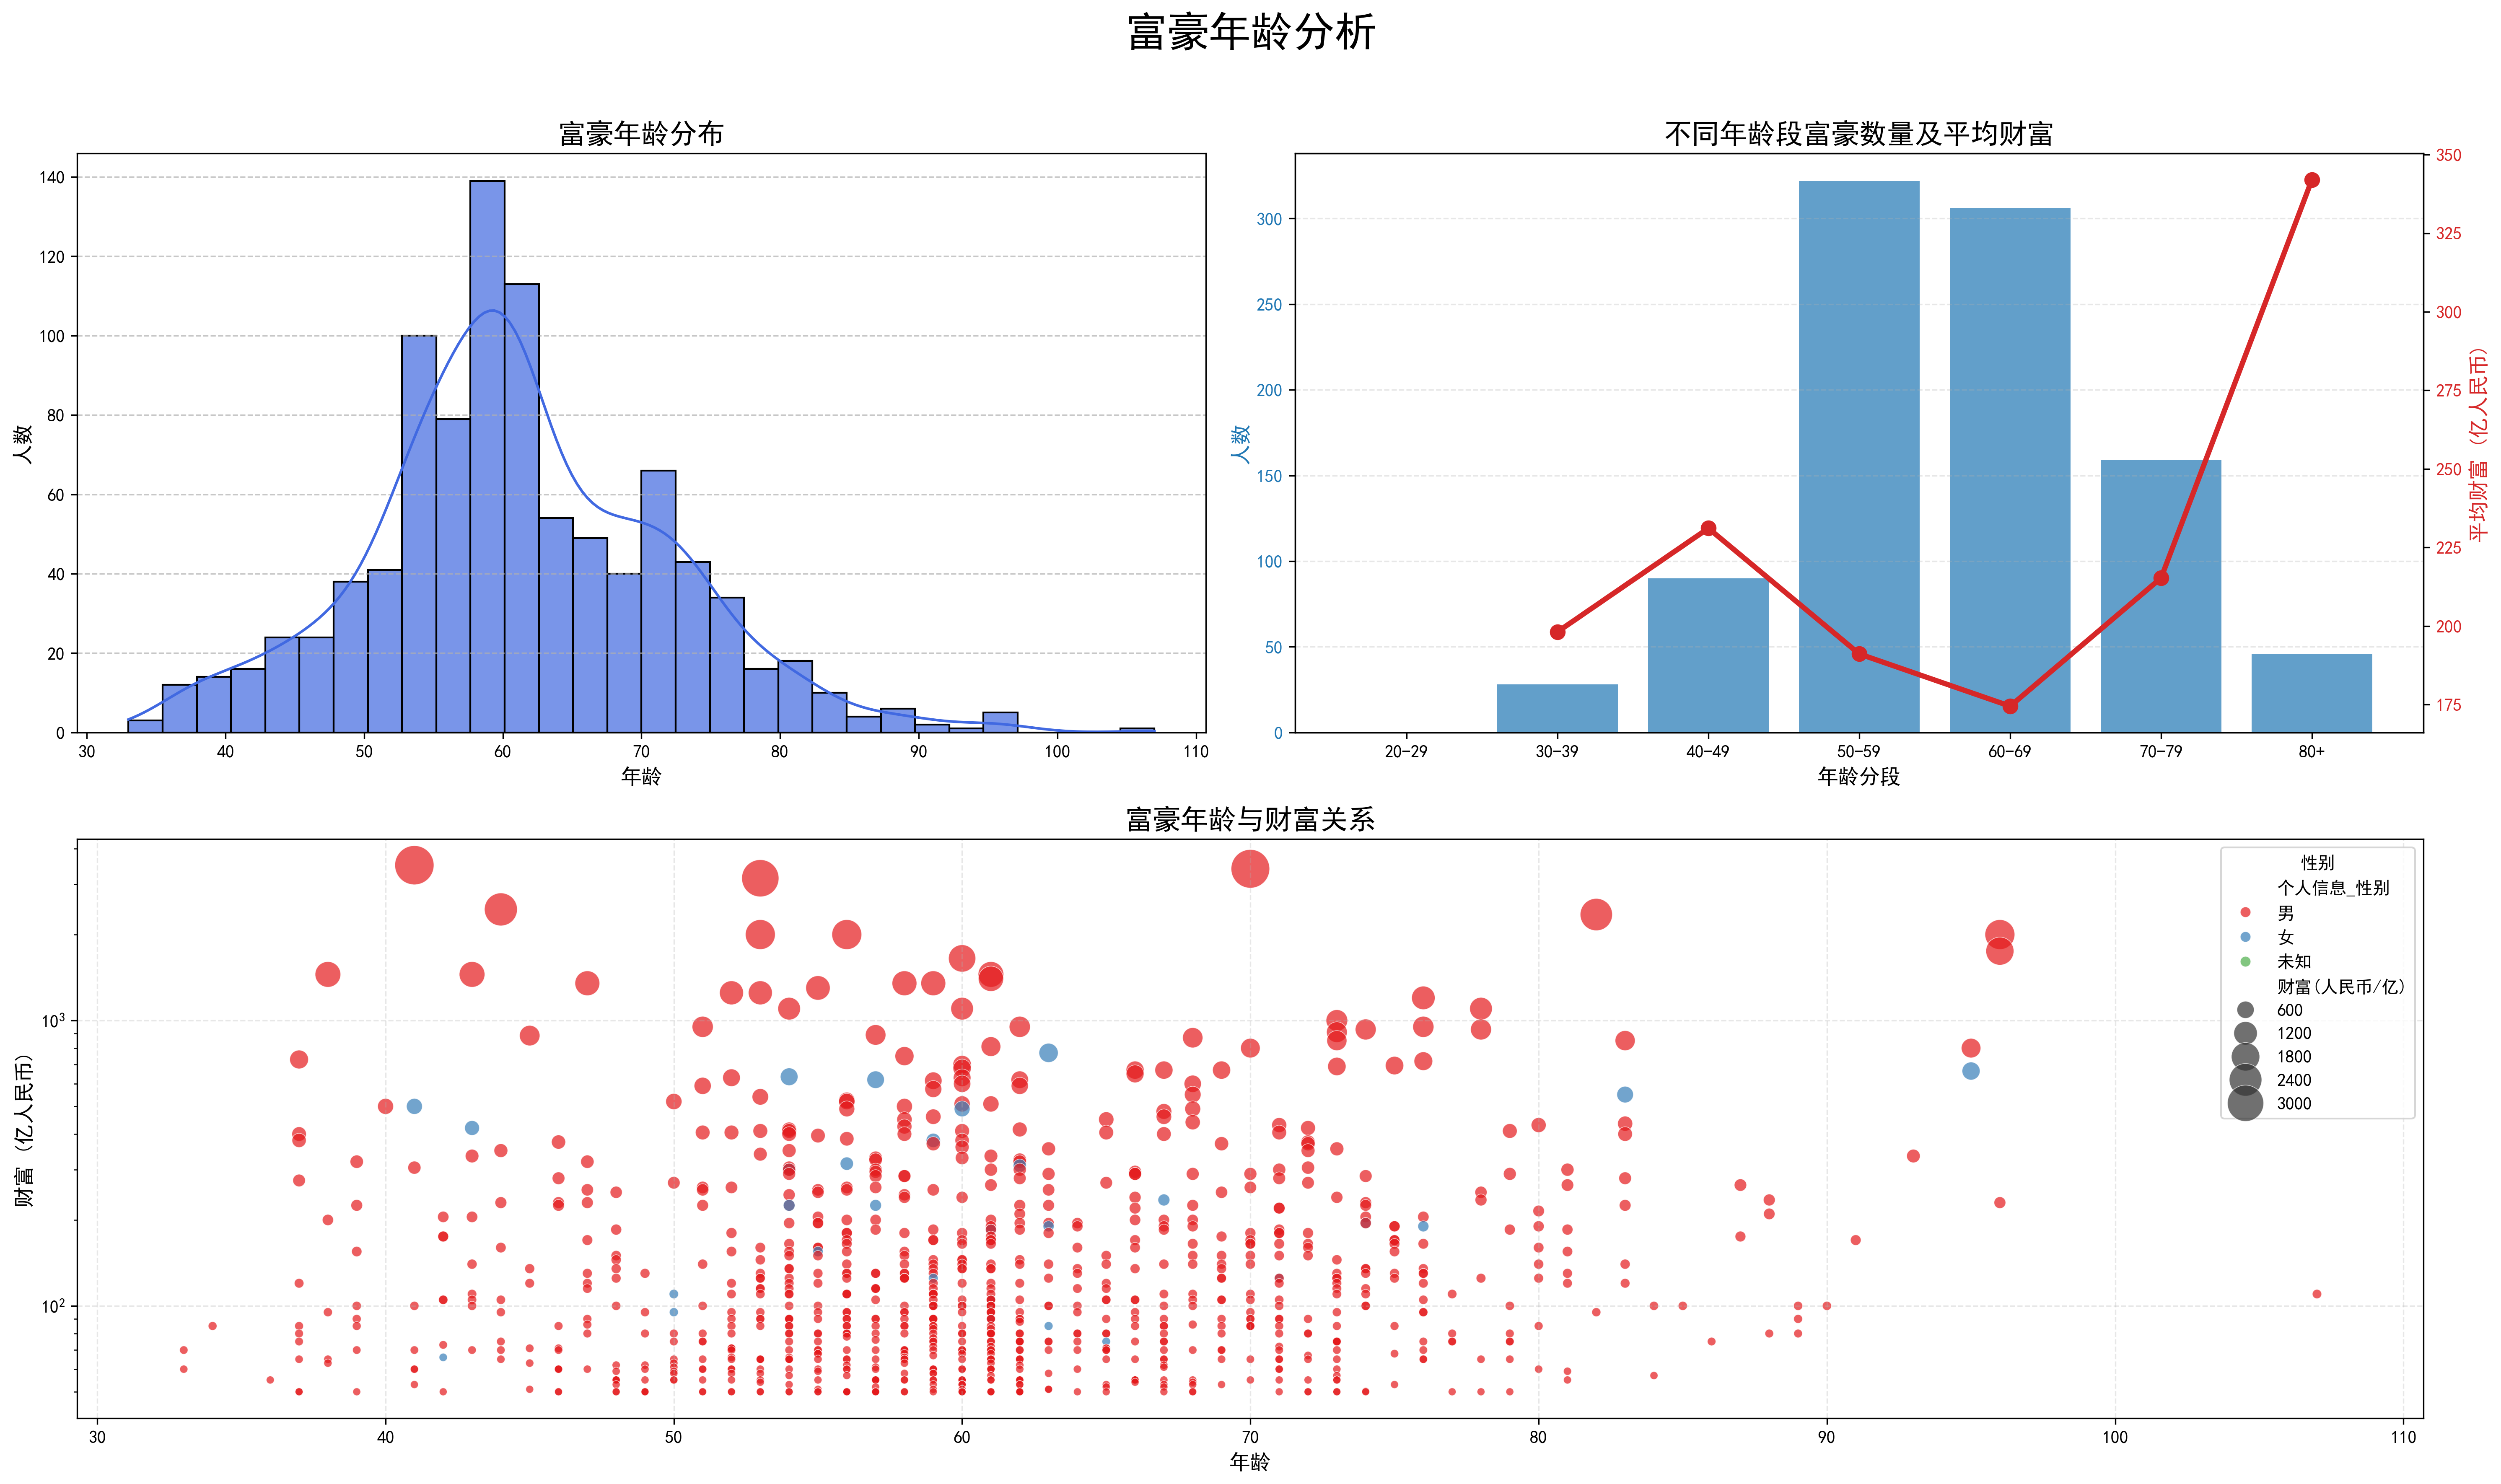 富豪年龄分析
富豪年龄分布
人数
140
120
100
80
60
40
20
0
30 40 50 60 70 80 90 100 110
年龄
不同年龄段富豪数量及平均财富
人数
300
250
200
150
100
50
0
20-29 30-39 40-49 50-59 60-69 70-79 80+
年龄分段
350
325
300
275
250
225
200
175
平均财富 (亿人民币)
富豪年龄与财富关系
财富 (亿人民币)
10³
10²
30 40 50 60 70 80 90 100 110
年龄
性别
个人信息_性别
男
女
未知
财富(人民币/亿)
600
1200
1800
2400
3000